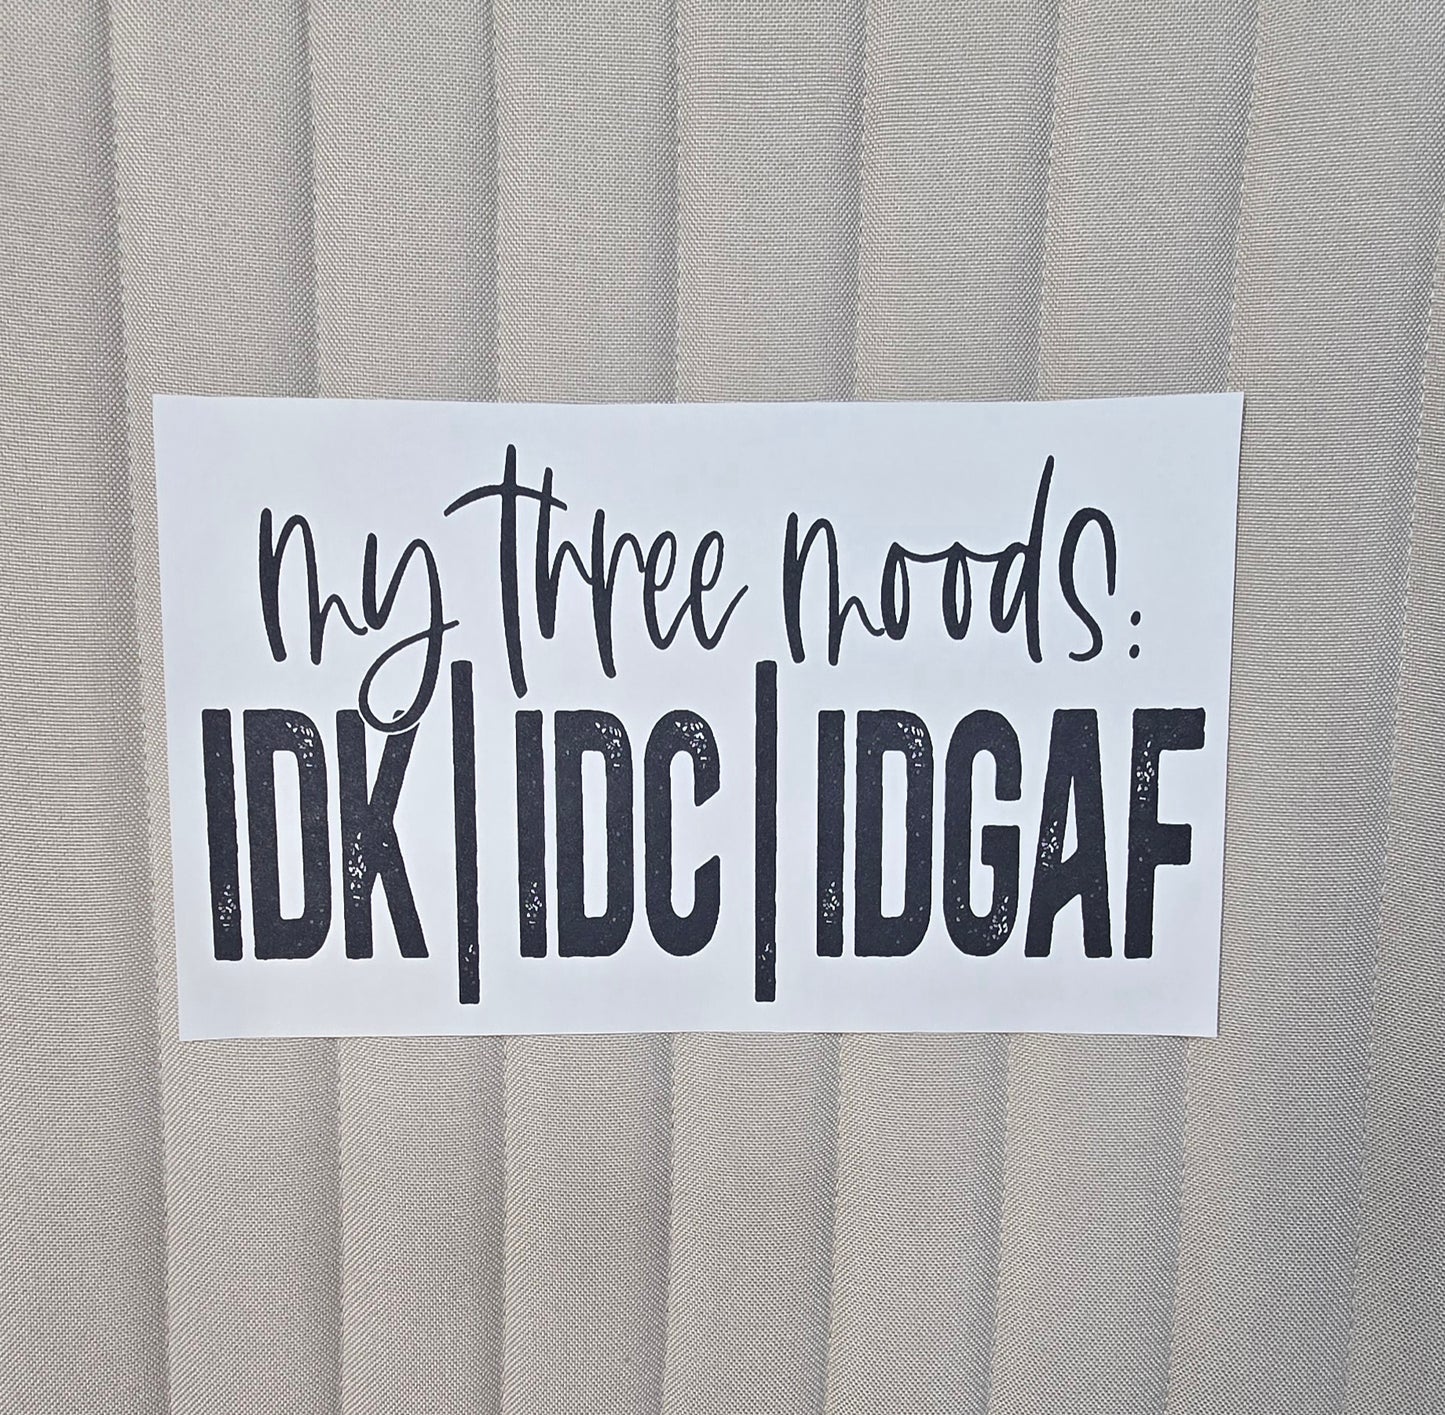 my three moods:
IDK | IDC | IDGAF